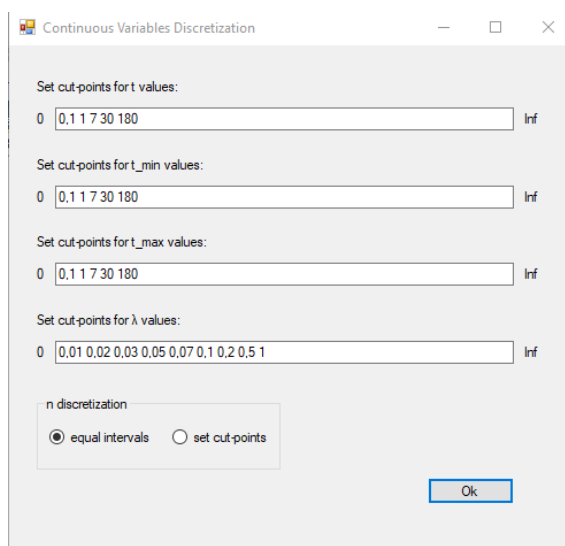 Continuous Variables Discretization
Set cut-points for t values:
0 0,1 1 7 30 180 Inf
Set cut-points for t_min values:
0 0,1 1 7 30 180 Inf
Set cut-points for t_max values:
0 0,1 1 7 30 180 Inf
Set cut-points for λ values:
0 0,01 0,02 0,03 0,05 0,07 0,1 0,2 0,5 1 Inf
n discretization
equal intervals set cut-points
Ok